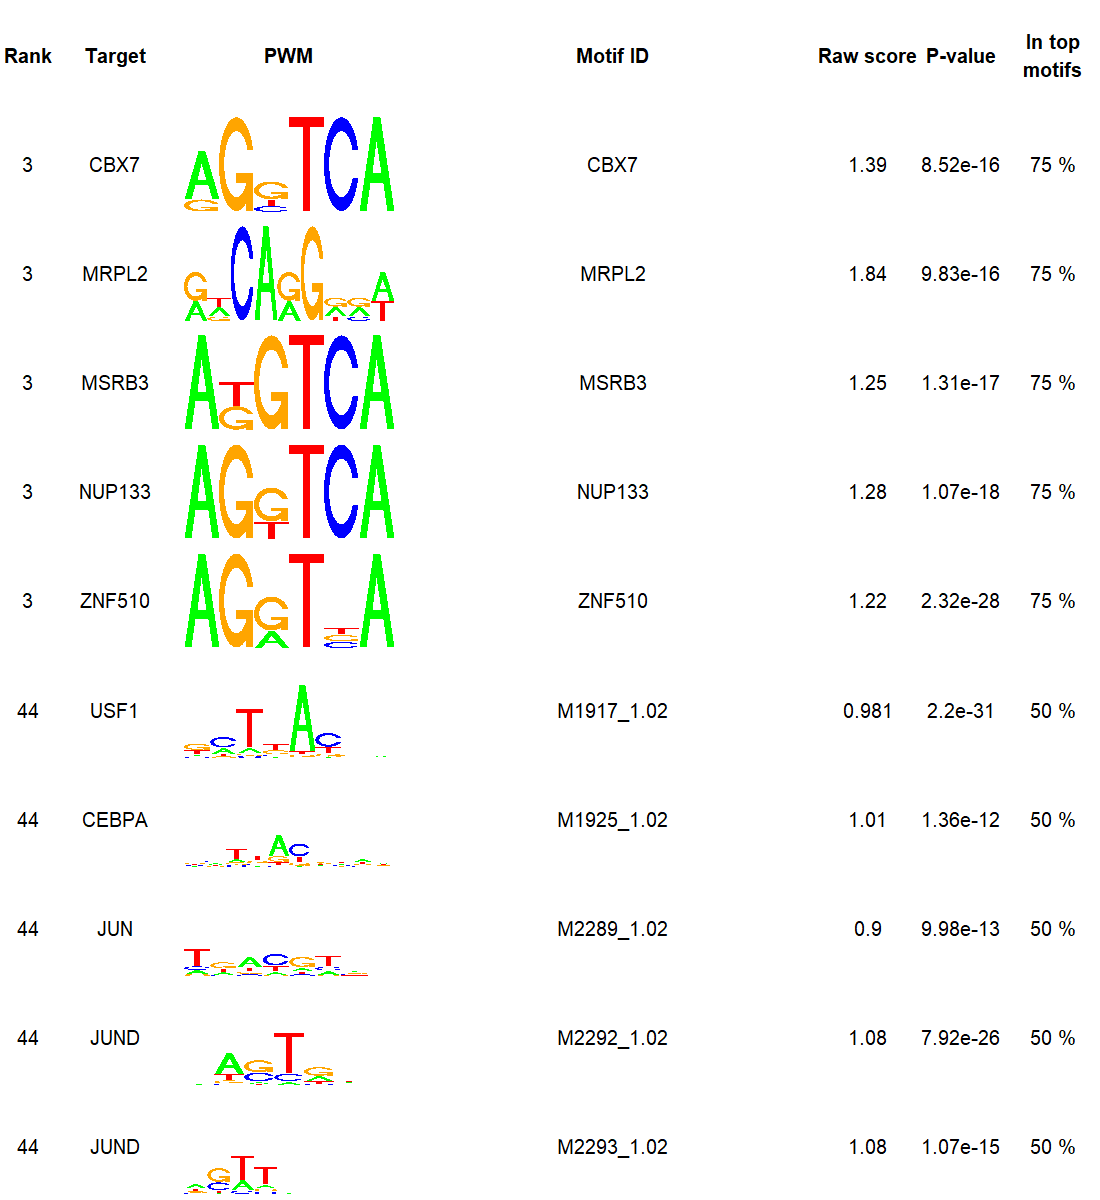 Rank Target PWM Motif ID Raw score P-value In top motifs
3 CBX7 CBX7 1.39 8.52e-16 75 %
3 MRPL2 MRPL2 1.84 9.83e-16 75 %
3 MSRB3 MSRB3 1.25 1.31e-17 75 %
3 NUP133 NUP133 1.28 1.07e-18 75 %
3 ZNF510 ZNF510 1.22 2.32e-28 75 %
44 USF1 M1917_1.02 0.981 2.2e-31 50 %
44 CEBPA M1925_1.02 1.01 1.36e-12 50 %
44 JUN M2289_1.02 0.9 9.98e-13 50 %
44 JUND M2292_1.02 1.08 7.92e-26 50 %
44 JUND M2293_1.02 1.08 1.07e-15 50 %